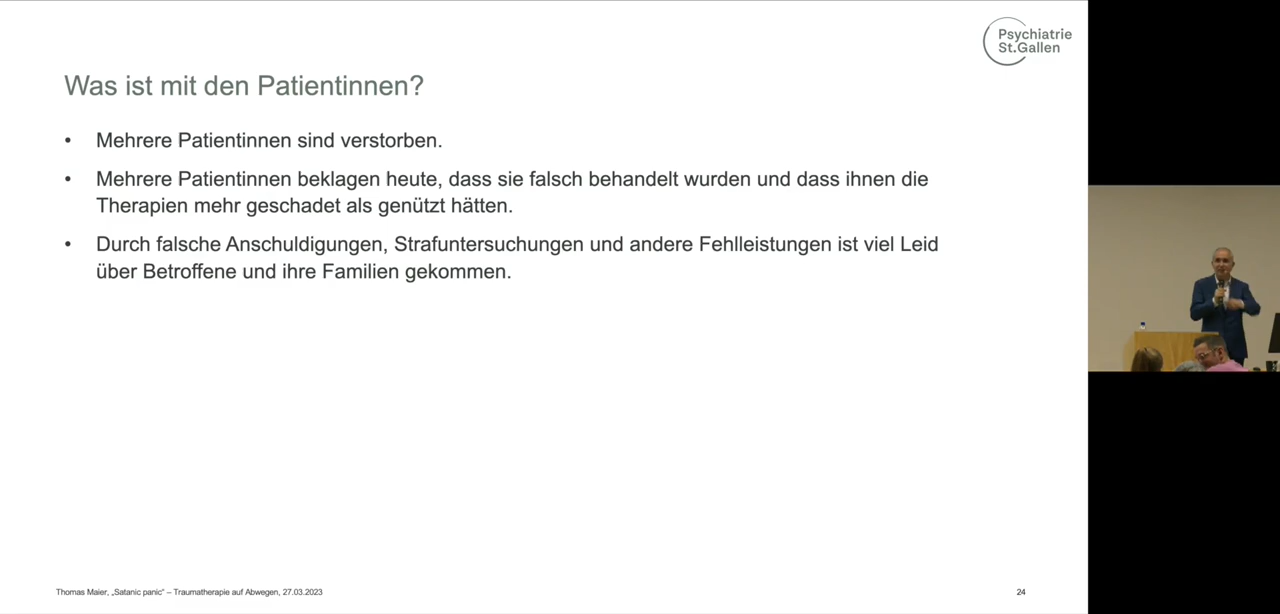 Psychiatrie
St.Gallen
Was ist mit den Patientinnen?
• Mehrere Patientinnen sind verstorben.
• Mehrere Patientinnen beklagen heute, dass sie falsch behandelt wurden und dass ihnen die
Therapien mehr geschadet als genützt hätten.
• Durch falsche Anschuldigungen, Strafuntersuchungen und andere Fehlleistungen ist viel Leid
über Betroffene und ihre Familien gekommen.
Thomas Maier, „Satanic panic“ – Traumatherapie auf Abwegen, 27.03.2023
24